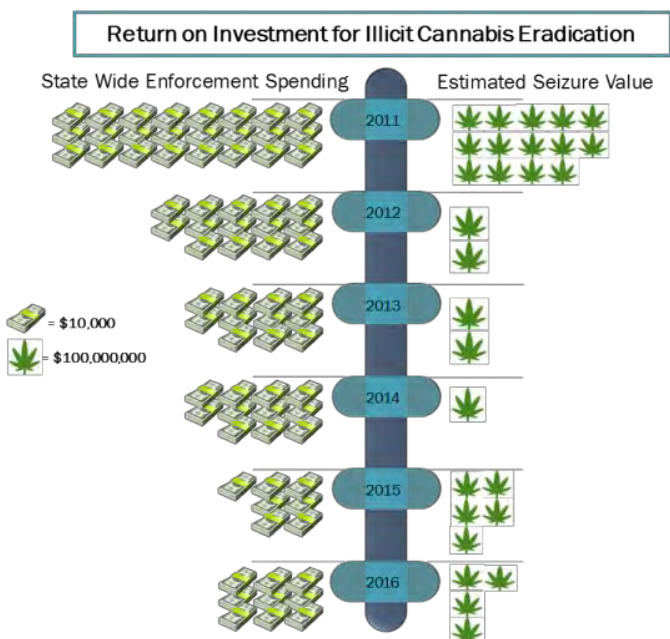 Return on Investment for Illicit Cannabis Eradication
State Wide Enforcement Spending
Estimated Seizure Value
2011
2012
2013
= $10,000
= $100,000,000
2014
2015
2016